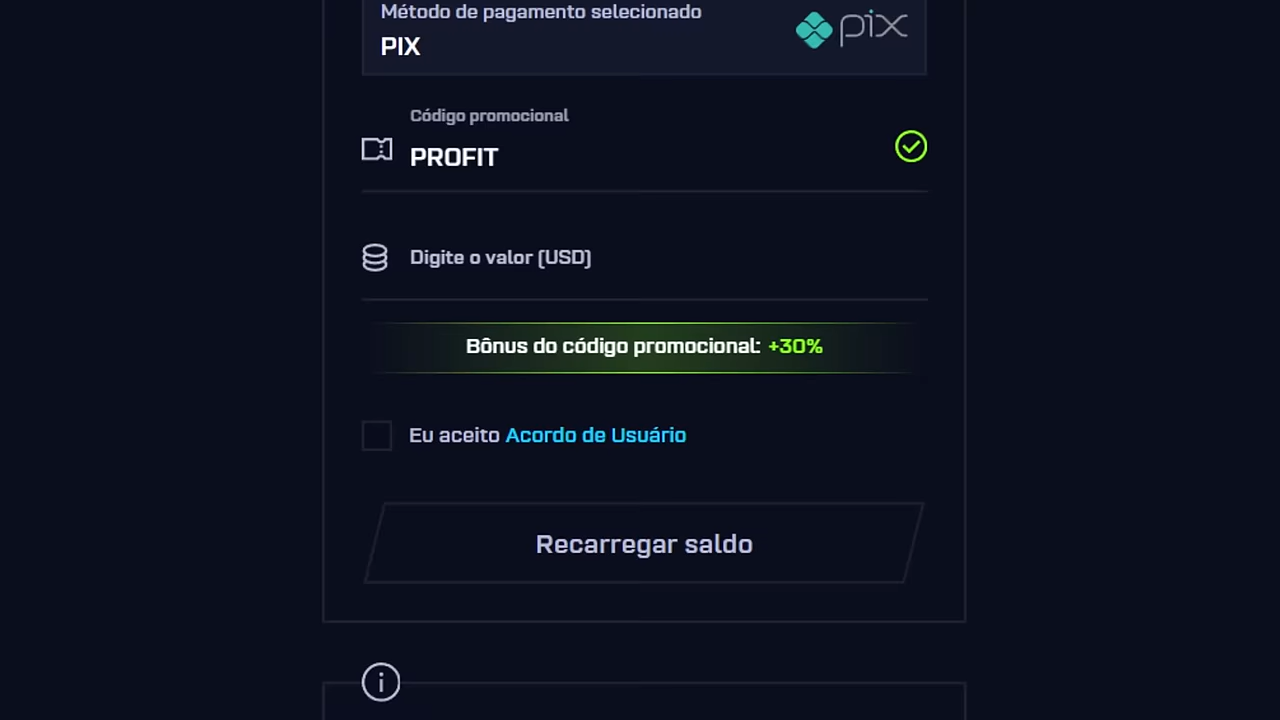 Método de pagamento selecionado
PIX
pix
Código promocional
PROFIT
Digite o valor (USD)
Bônus do código promocional: +30%
Eu aceito Acordo de Usuário
Recarregar saldo